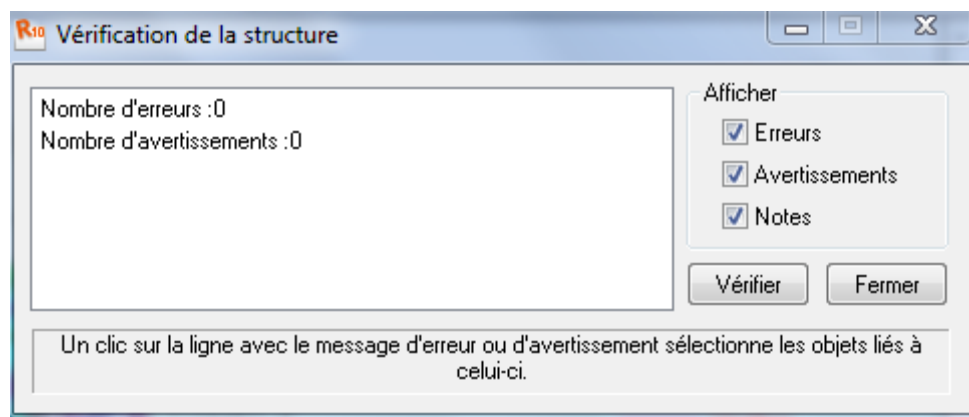 R10 Vérification de la structure
Nombre d'erreurs :0
Nombre d'avertissements :0
Afficher
Erreurs
Avertissements
Notes
Vérifier Fermer
Un clic sur la ligne avec le message d'erreur ou d'avertissement sélectionne les objets liés à
celui-ci.